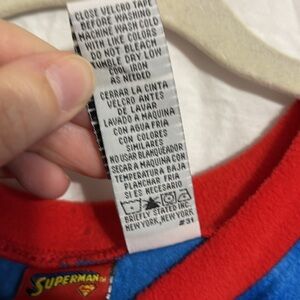 CLOSE VELCRO TAPE
BEFORE WASHING
MACHINE WASH COLD
WITH LIKE COLORS
DO NOT BLEACH
TUMBLE DRY LOW
COOL IRON
AS NEEDED
CERRAR LA CINTA
VELCRO ANTES
DE LAVAR
LAVADO A MAQUINA
CON AGUA FRIA
CON COLORES
SIMILARES
NO USAR BLANQUEADOR
SECAR A MAQUINA CON
TEMPERATURA BAJA
PLANCHAR FRIA
SI ES NECESARIO
BRIEFLY STATED INC.
NEW YORK, NEW YORK
#31
SUPERMAN